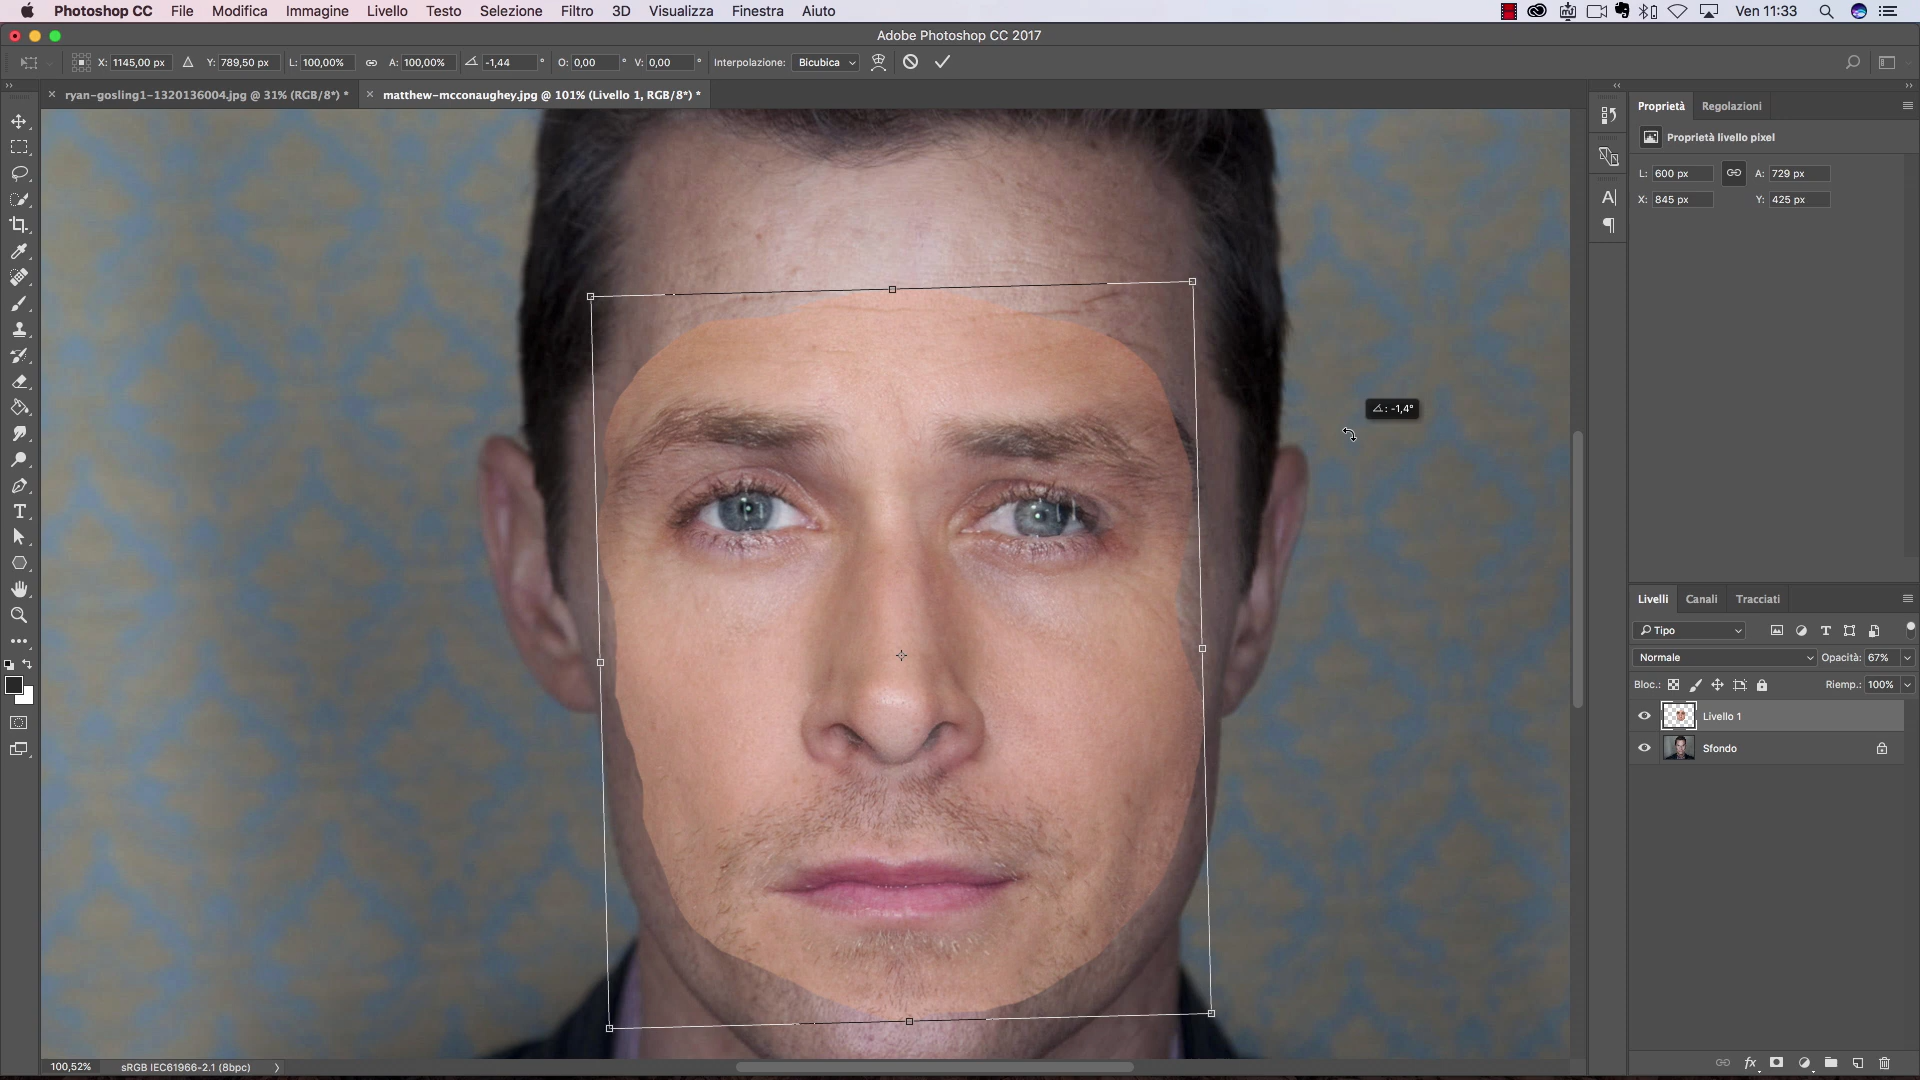 Photoshop CC File Modifica Immagine Livello Testo Selezione Filtro 3D Visualizza Finestra Aiuto Ven 11:33
Adobe Photoshop CC 2017
X: 1145,00 px Y: 789,50 px L: 100,00% A: 100,00% -1,44 ° O: 0,00 ° V: 0,00 ° Interpolazione: Bicubica
ryan-gosling1-1320136004.jpg @ 31% (RGB/8*) * matthew-mcconaughey.jpg @ 101% (Livello 1, RGB/8*) *
Proprietà Regolazioni
Proprietà livello pixel
L: 600 px A: 729 px
X: 845 px Y: 425 px
: -1,4°
Livelli Canali Tracciati
Tipo
Normale Opacità: 67%
Bloc.: Riemp.: 100%
Livello 1
Sfondo
100,52% sRGB IEC61966-2.1 (8bpc)
fx